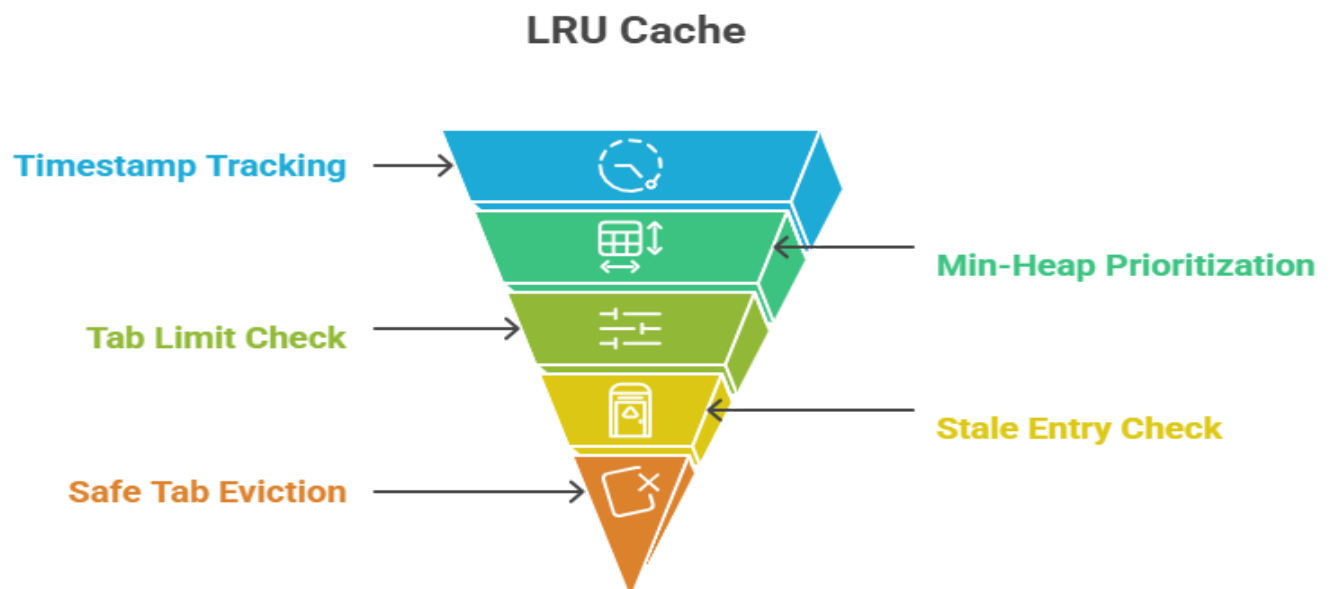 LRU Cache
Timestamp Tracking
Min-Heap Prioritization
Tab Limit Check
Stale Entry Check
Safe Tab Eviction